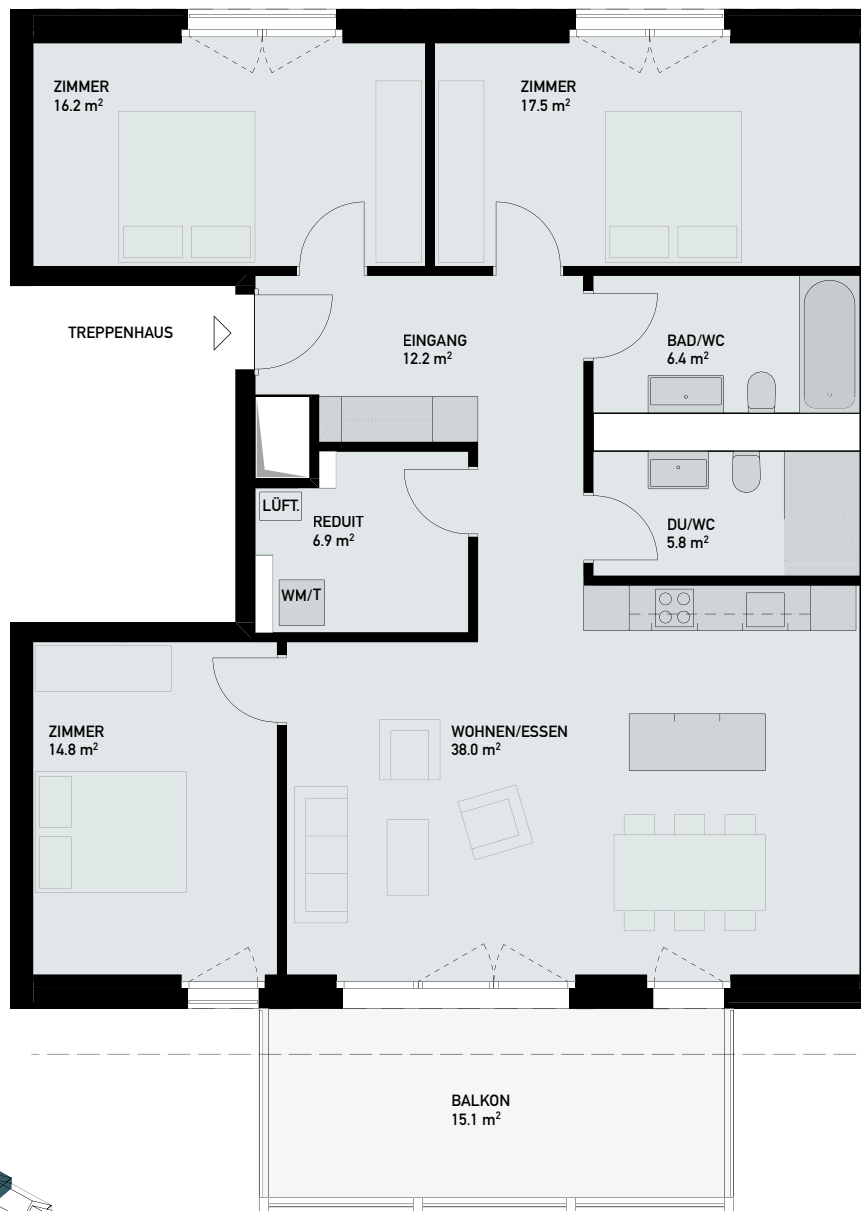 ZIMMER
16.2 m²
ZIMMER
17.5 m²
TREPPENHAUS
EINGANG
12.2 m²
BAD/WC
6.4 m²
LÜFT.
REDUIT
6.9 m²
DU/WC
5.8 m²
WM/T
ZIMMER
14.8 m²
WOHNEN/ESSEN
38.0 m²
BALKON
15.1 m²